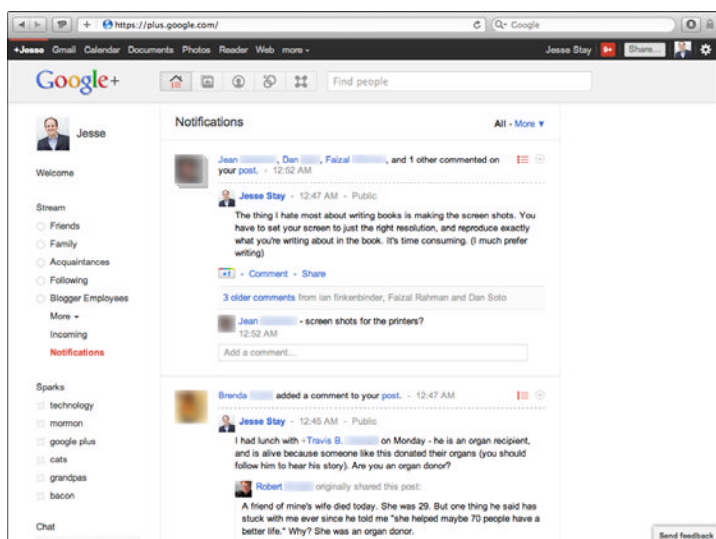 https://plus.google.com/
Google
+Jesse Gmail Calendar Documents Photos Reader Web more
Jesse Stay 9+ Share...
Google+
Find people
Jesse
Welcome
Stream
Friends
Family
Acquaintances
Following
Blogger Employees
More
Incoming
Notifications
Sparks
technology
mormon
google plus
cats
grandpas
bacon
Chat
Notifications
All - More
Jean , Dan , Faizal , and 1 other commented on
your post. - 12:52 AM
Jesse Stay - 12:47 AM - Public
The thing I hate most about writing books is making the screen shots. You
have to set your screen to just the right resolution, and reproduce exactly
what you're writing about in the book. It's time consuming. (I much prefer
writing)
+1 - Comment - Share
3 older comments from ian finkenbinder, Faizal Rahman and Dan Soto
Jean - screen shots for the printers?
12:52 AM
Add a comment...
Brenda added a comment to your post. - 12:47 AM
Jesse Stay - 12:45 AM - Public
I had lunch with +Travis B. on Monday - he is an organ recipient,
and is alive because someone like this donated their organs (you should
follow him to hear his story). Are you an organ donor?
Robert originally shared this post:
A friend of mine's wife died today. She was 29. But one thing he said has
stuck with me ever since he told me "she helped maybe 70 people have a
better life." Why? She was an organ donor.
Send feedback